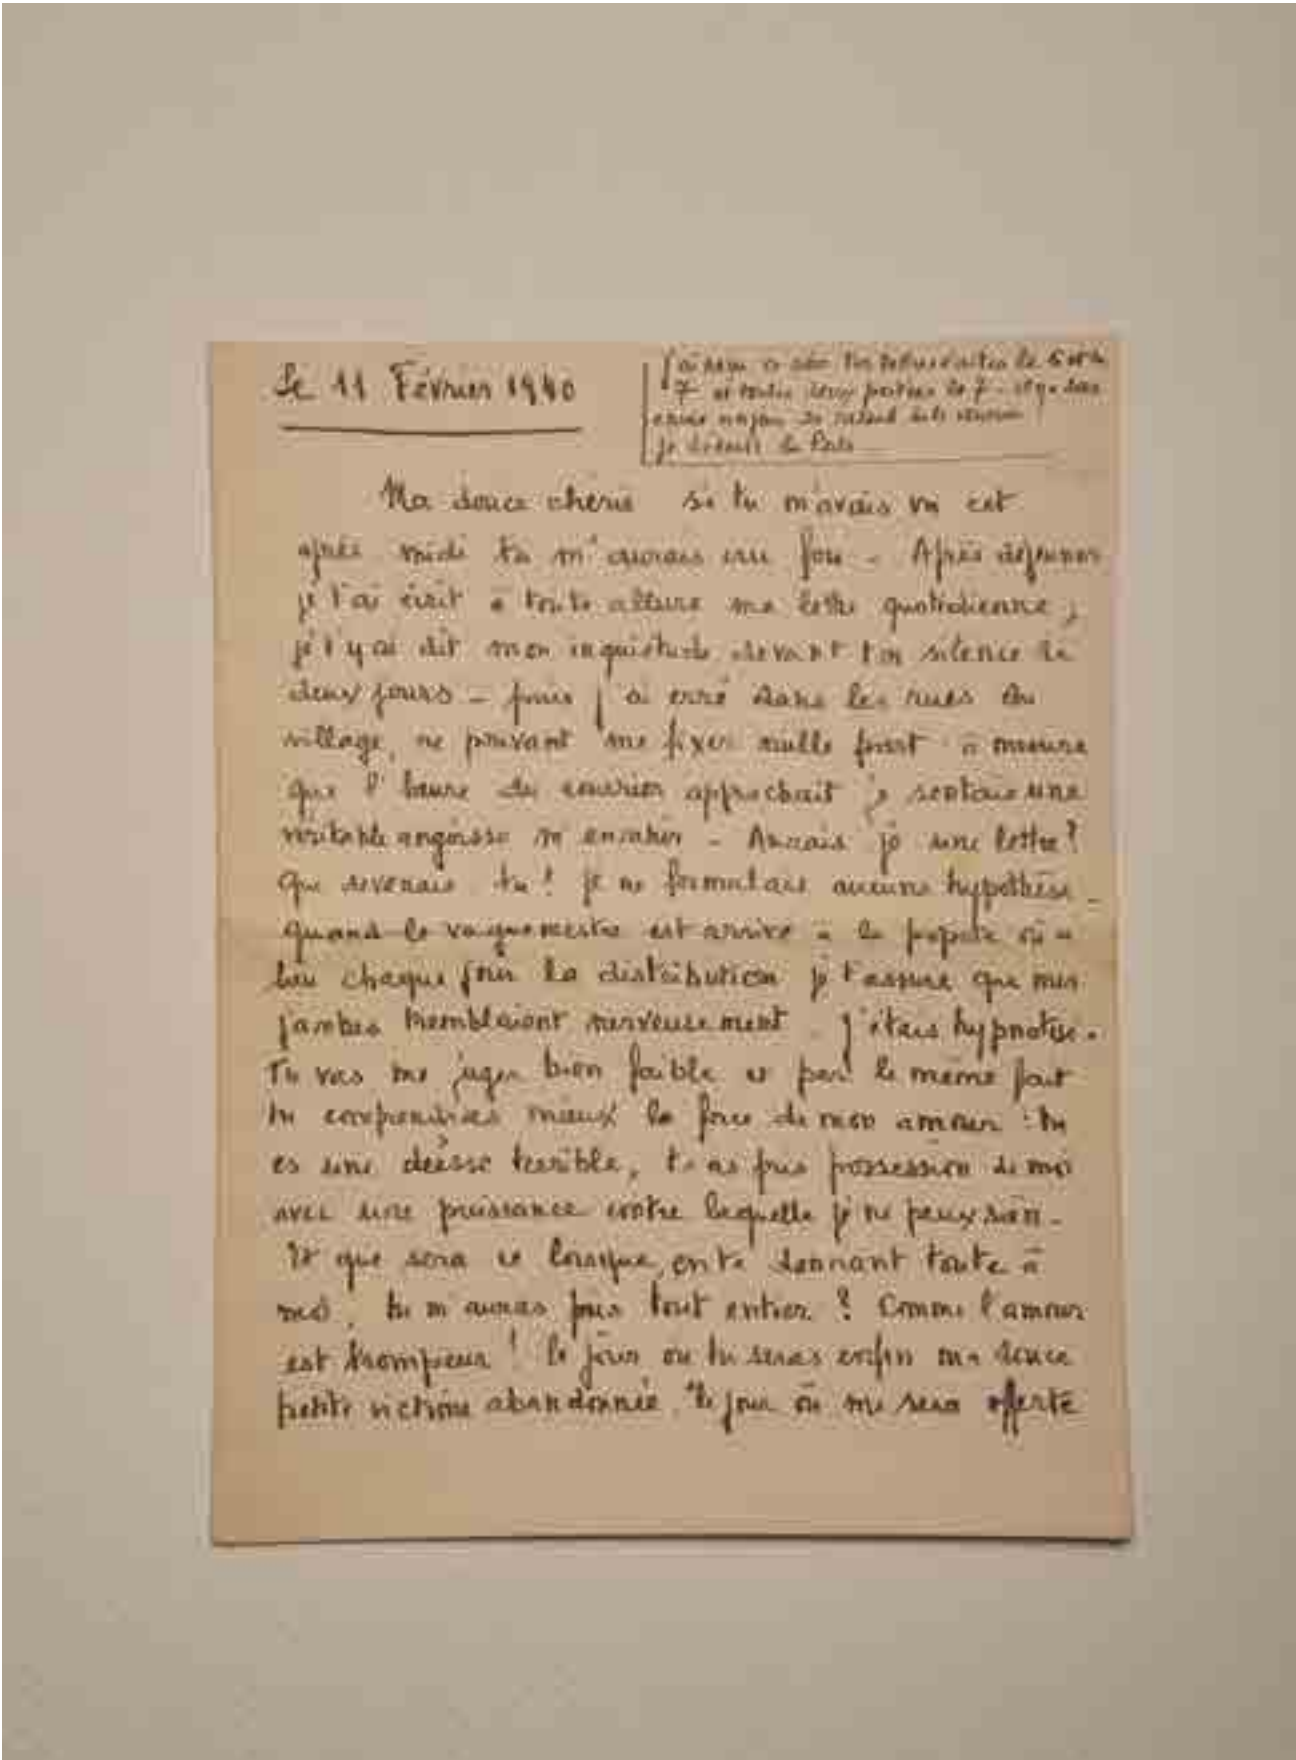 Le 11 Février 1940
7 et toutes deux parties le 7
Ma douce chérie si tu m'avais vu cet
après midi tu m'aurais cru fou - Après déjeuner
je t'ai écrit à toute allure ma lettre quotidienne ;
je t'y ai dit mon inquiétude devant ton silence de
deux jours - puis j'ai erré dans les rues du
village, ne pouvant me fixer nulle part à mesure
que l'heure du courrier approchait je sentais une
véritable angoisse m'envahir - Aurais je une lettre ?
Que devenais tu ! je ne formulais aucune hypothèse -
quand le vaguemestre est arrivé à la popote où a
lieu chaque jour la distribution je t'assure que mes
jambes tremblaient nerveusement. j'étais hypnotisé.
Tu vas me juger bien faible et par le même fait
tu comprendras mieux la force de mon amour : tu
es une déesse terrible, tu as pris possession de moi
avec une puissance contre laquelle je ne peux rien -
Et que sera ce lorsque, en te donnant toute à
moi, tu m'auras pris tout entier ? Comme l'amour
est trompeur ! le jour où tu seras enfin ma douce
petite victime abandonnée, le jour où me sera offerte